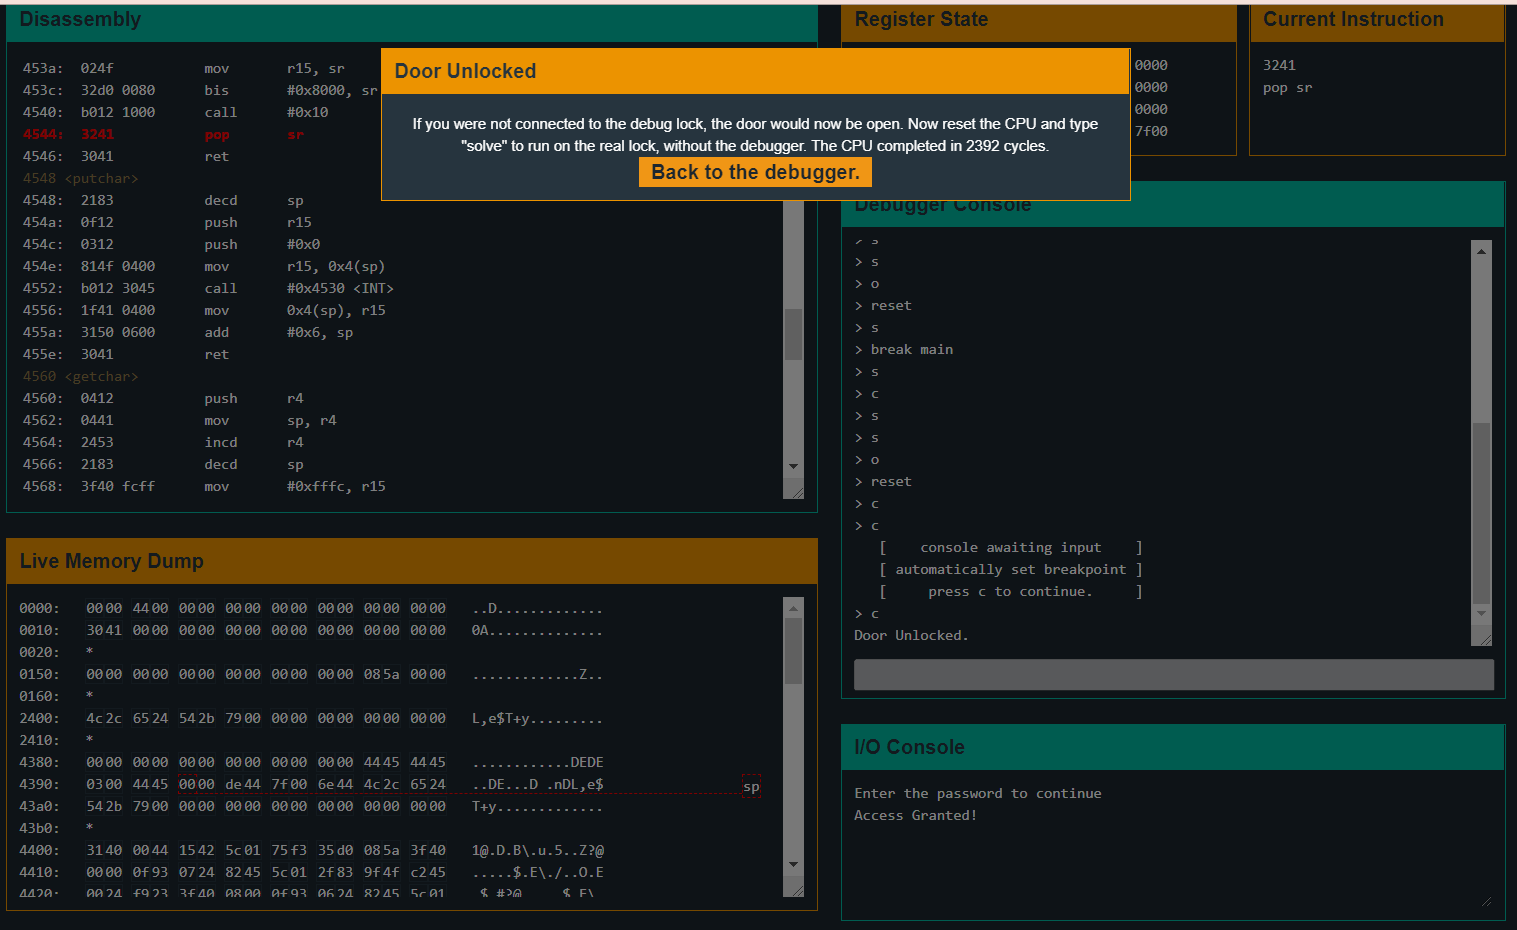 Disassembly
453a: 024f mov r15, sr
453c: 32d0 0080 bis #0x8000, sr
4540: b012 1000 call #0x10
4544: 3241 pop sr
4546: 3041 ret
4548 <putchar>
4548: 2183 decd sp
454a: 0f12 push r15
454c: 0312 push #0x0
454e: 814f 0400 mov r15, 0x4(sp)
4552: b012 3045 call #0x4530 <INT>
4556: 1f41 0400 mov 0x4(sp), r15
455a: 3150 0600 add #0x6, sp
455e: 3041 ret
4560 <getchar>
4560: 0412 push r4
4562: 0441 mov sp, r4
4564: 2453 incd r4
4566: 2183 decd sp
4568: 3f40 fcff mov #0xfffc, r15
Door Unlocked
If you were not connected to the debug lock, the door would now be open. Now reset the CPU and type
"solve" to run on the real lock, without the debugger. The CPU completed in 2392 cycles.
Back to the debugger.
Register State
0000
0000
0000
7f00
Current Instruction
3241
pop sr
Live Memory Dump
0000: 0000 4400 0000 0000 0000 0000 0000 0000 ..D.............
0010: 3041 0000 0000 0000 0000 0000 0000 0000 0A..............
0020: *
0150: 0000 0000 0000 0000 0000 0000 085a 0000 .............Z..
0160: *
2400: 4c2c 6524 542b 7900 0000 0000 0000 0000 L,e$T+y.........
2410: *
4380: 0000 0000 0000 0000 0000 0000 4445 4445 ............DEDE
4390: 0300 4445 0000 de44 7f00 6e44 4c2c 6524 ..DE...D .nDL,e$ sp
43a0: 542b 7900 0000 0000 0000 0000 0000 0000 T+y.............
43b0: *
4400: 3140 0044 1542 5c01 75f3 35d0 085a 3f40 1@.D.B\.u.5..Z?@
4410: 0000 0f93 0724 8245 5c01 2f83 9f4f c245 .....$.E\./..O.E
4420: 0024 f923 3f40 0800 0f93 0624 8245 5c01 .$.#?@.....$.E\.
Debugger Console
> s
> s
> o
> reset
> s
> break main
> s
> c
> s
> s
> o
> reset
> c
> c
[ console awaiting input ]
[ automatically set breakpoint ]
[ press c to continue. ]
> c
Door Unlocked.
I/O Console
Enter the password to continue
Access Granted!